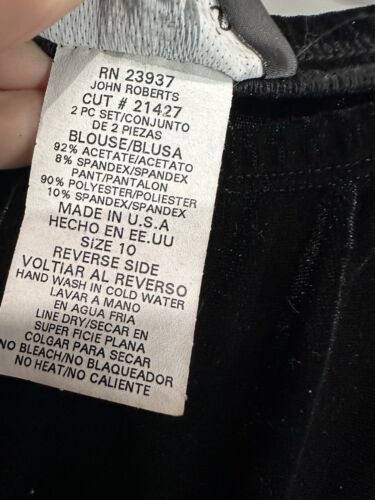 RN 23937
JOHN ROBERTS
CUT # 21427
2 PC SET/CONJUNTO
DE 2 PIEZAS
BLOUSE/BLUSA
92% ACETATE/ACETATO
8% SPANDEX/SPANDEX
PANT/PANTALON
90% POLYESTER/POLIESTER
10% SPANDEX/SPANDEX
MADE IN U.S.A
HECHO EN EE.UU
SIZE 10
REVERSE SIDE
VOLTIAR AL REVERSO
HAND WASH IN COLD WATER
LAVAR A MANO
EN AGUA FRIA
LINE DRY/SECAR EN
SUPER FICIE PLANA
COLGAR PARA SECAR
NO BLEACH/NO BLAQUEADOR
NO HEAT/NO CALIENTE